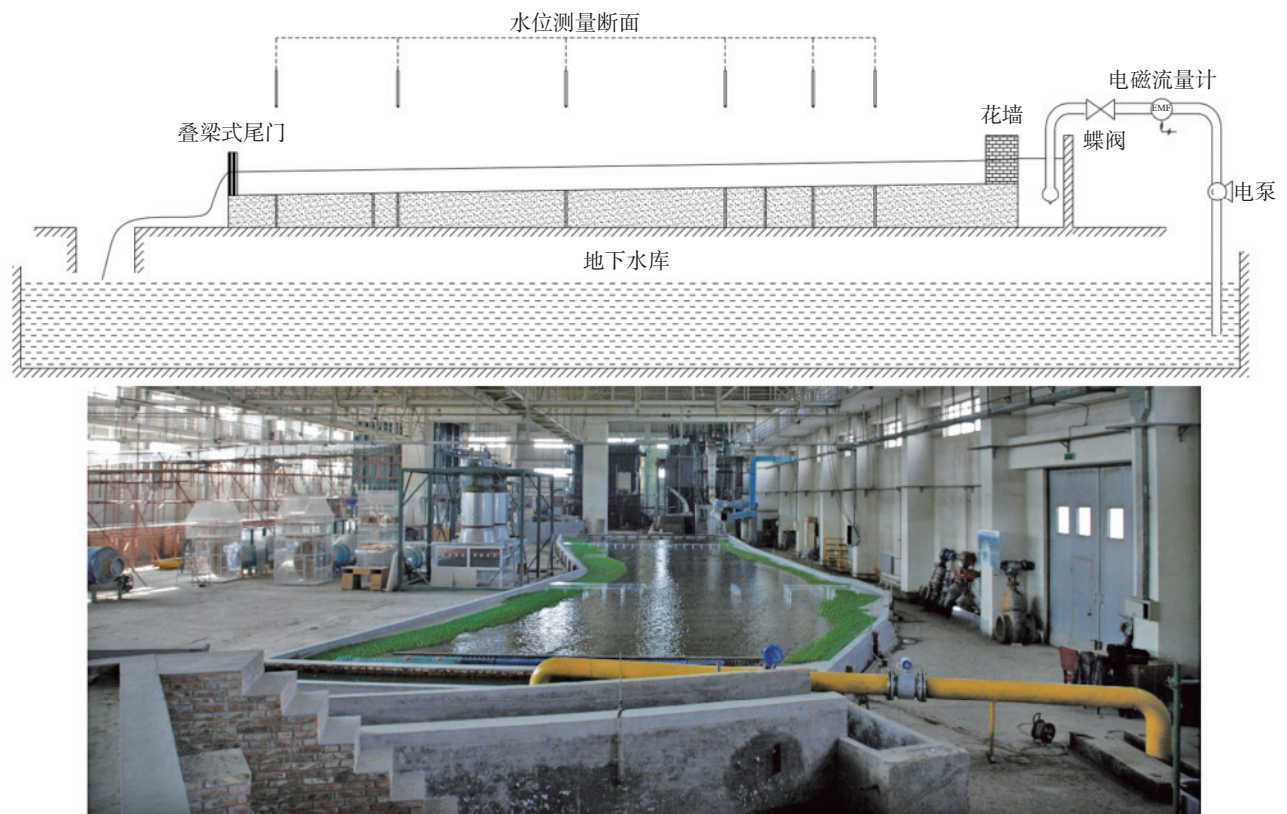 水位测量断面
电磁流量计
EMF
花墙
蝶阀
叠梁式尾门
电泵
地下水库